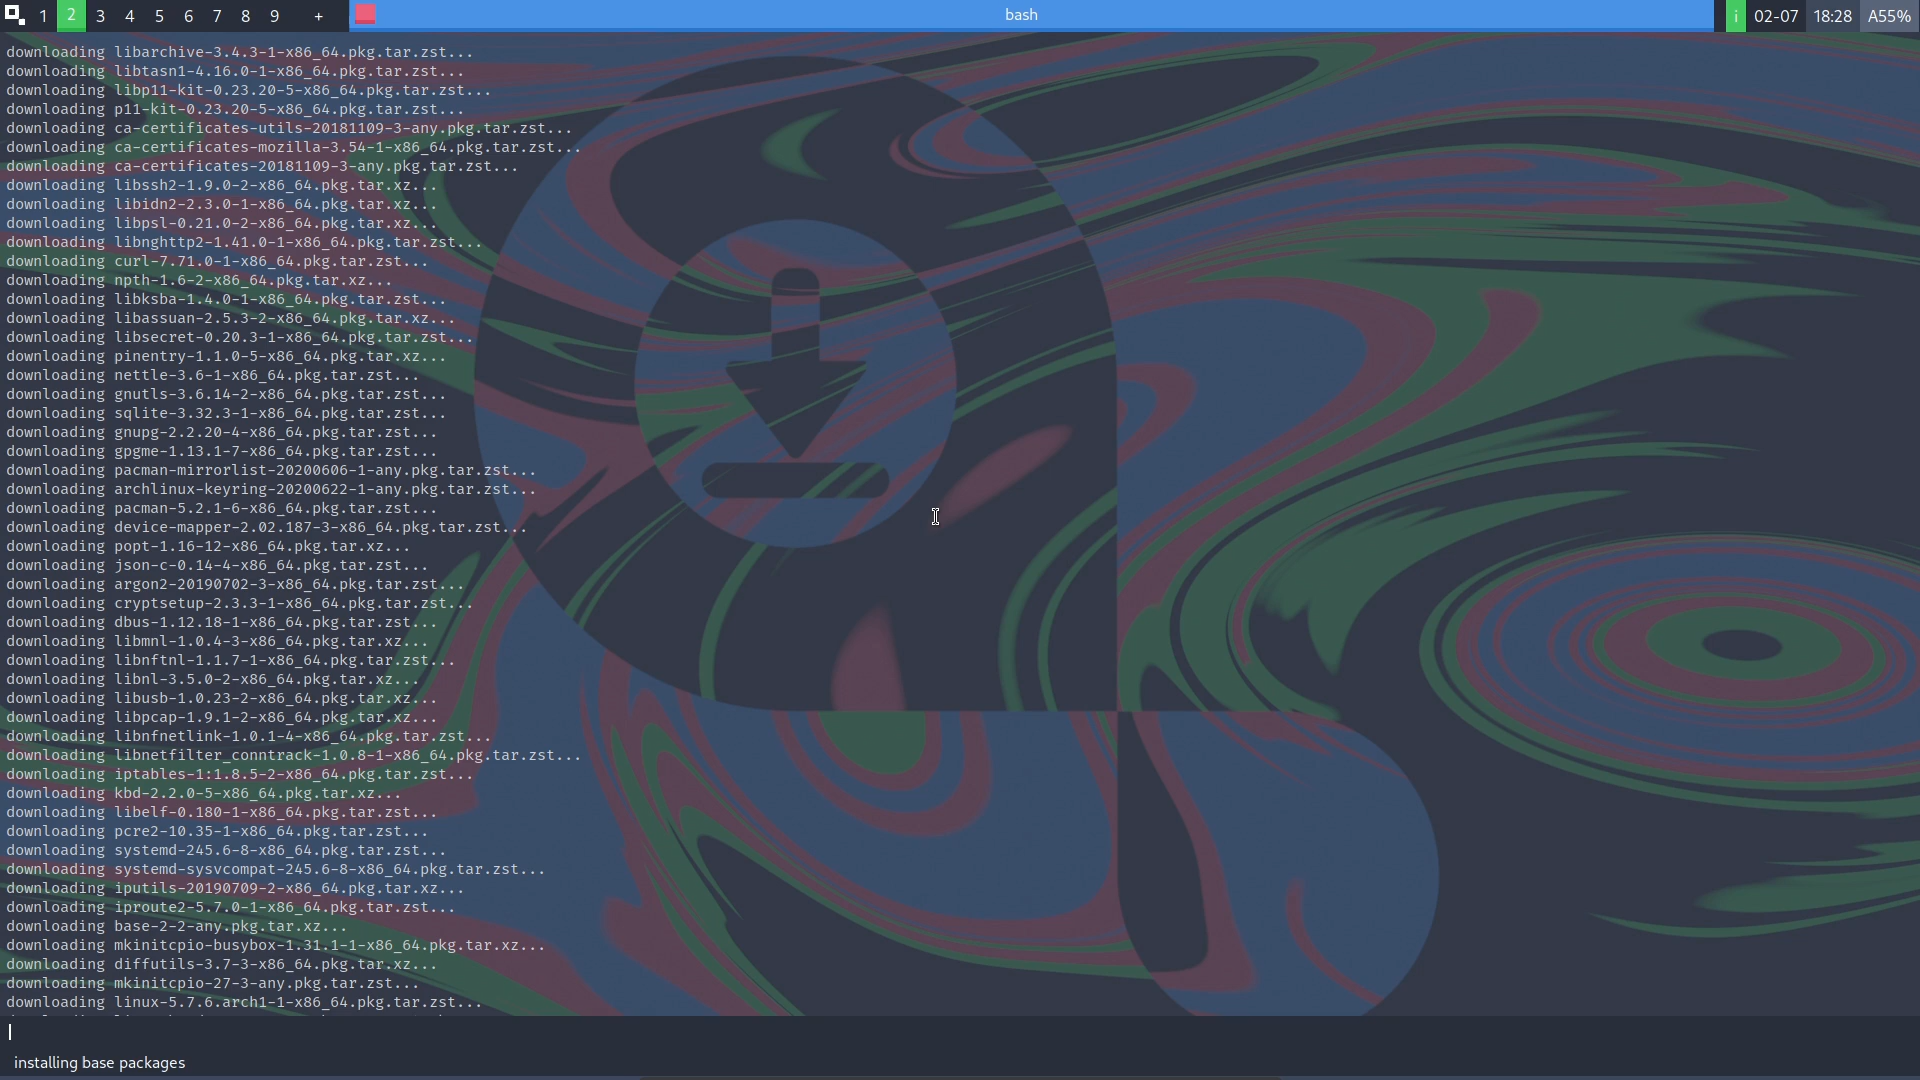 1 2 3 4 5 6 7 8 9 + bash i 02-07 18:28 A55%
downloading libarchive-3.4.3-1-x86_64.pkg.tar.zst...
downloading libtasn1-4.16.0-1-x86_64.pkg.tar.zst...
downloading libp11-kit-0.23.20-5-x86_64.pkg.tar.zst...
downloading p11-kit-0.23.20-5-x86_64.pkg.tar.zst...
downloading ca-certificates-utils-20181109-3-any.pkg.tar.zst...
downloading ca-certificates-mozilla-3.54-1-x86_64.pkg.tar.zst...
downloading ca-certificates-20181109-3-any.pkg.tar.zst...
downloading libssh2-1.9.0-2-x86_64.pkg.tar.xz...
downloading libidn2-2.3.0-1-x86_64.pkg.tar.xz...
downloading libpsl-0.21.0-2-x86_64.pkg.tar.xz...
downloading libnghttp2-1.41.0-1-x86_64.pkg.tar.zst...
downloading curl-7.71.0-1-x86_64.pkg.tar.zst...
downloading npth-1.6-2-x86_64.pkg.tar.xz...
downloading libksba-1.4.0-1-x86_64.pkg.tar.zst...
downloading libassuan-2.5.3-2-x86_64.pkg.tar.xz...
downloading libsecret-0.20.3-1-x86_64.pkg.tar.zst...
downloading pinentry-1.1.0-5-x86_64.pkg.tar.xz...
downloading nettle-3.6-1-x86_64.pkg.tar.zst...
downloading gnutls-3.6.14-2-x86_64.pkg.tar.zst...
downloading sqlite-3.32.3-1-x86_64.pkg.tar.zst...
downloading gnupg-2.2.20-4-x86_64.pkg.tar.zst...
downloading gpgme-1.13.1-7-x86_64.pkg.tar.zst...
downloading pacman-mirrorlist-20200606-1-any.pkg.tar.zst...
downloading archlinux-keyring-20200622-1-any.pkg.tar.zst...
downloading pacman-5.2.1-6-x86_64.pkg.tar.zst...
downloading device-mapper-2.02.187-3-x86_64.pkg.tar.zst...
downloading popt-1.16-12-x86_64.pkg.tar.xz...
downloading json-c-0.14-4-x86_64.pkg.tar.zst...
downloading argon2-20190702-3-x86_64.pkg.tar.zst...
downloading cryptsetup-2.3.3-1-x86_64.pkg.tar.zst...
downloading dbus-1.12.18-1-x86_64.pkg.tar.zst...
downloading libmnl-1.0.4-3-x86_64.pkg.tar.xz...
downloading libnftnl-1.1.7-1-x86_64.pkg.tar.zst...
downloading libnl-3.5.0-2-x86_64.pkg.tar.xz...
downloading libusb-1.0.23-2-x86_64.pkg.tar.xz...
downloading libpcap-1.9.1-2-x86_64.pkg.tar.xz...
downloading libnfnetlink-1.0.1-4-x86_64.pkg.tar.zst...
downloading libnetfilter_conntrack-1.0.8-1-x86_64.pkg.tar.zst...
downloading iptables-1:1.8.5-2-x86_64.pkg.tar.zst...
downloading kbd-2.2.0-5-x86_64.pkg.tar.xz...
downloading libelf-0.180-1-x86_64.pkg.tar.zst...
downloading pcre2-10.35-1-x86_64.pkg.tar.zst...
downloading systemd-245.6-8-x86_64.pkg.tar.zst...
downloading systemd-sysvcompat-245.6-8-x86_64.pkg.tar.zst...
downloading iputils-20190709-2-x86_64.pkg.tar.xz...
downloading iproute2-5.7.0-1-x86_64.pkg.tar.zst...
downloading base-2-2-any.pkg.tar.xz...
downloading mkinitcpio-busybox-1.31.1-1-x86_64.pkg.tar.xz...
downloading diffutils-3.7-3-x86_64.pkg.tar.xz...
downloading mkinitcpio-27-3-any.pkg.tar.zst...
downloading linux-5.7.6.arch1-1-x86_64.pkg.tar.zst...
installing base packages